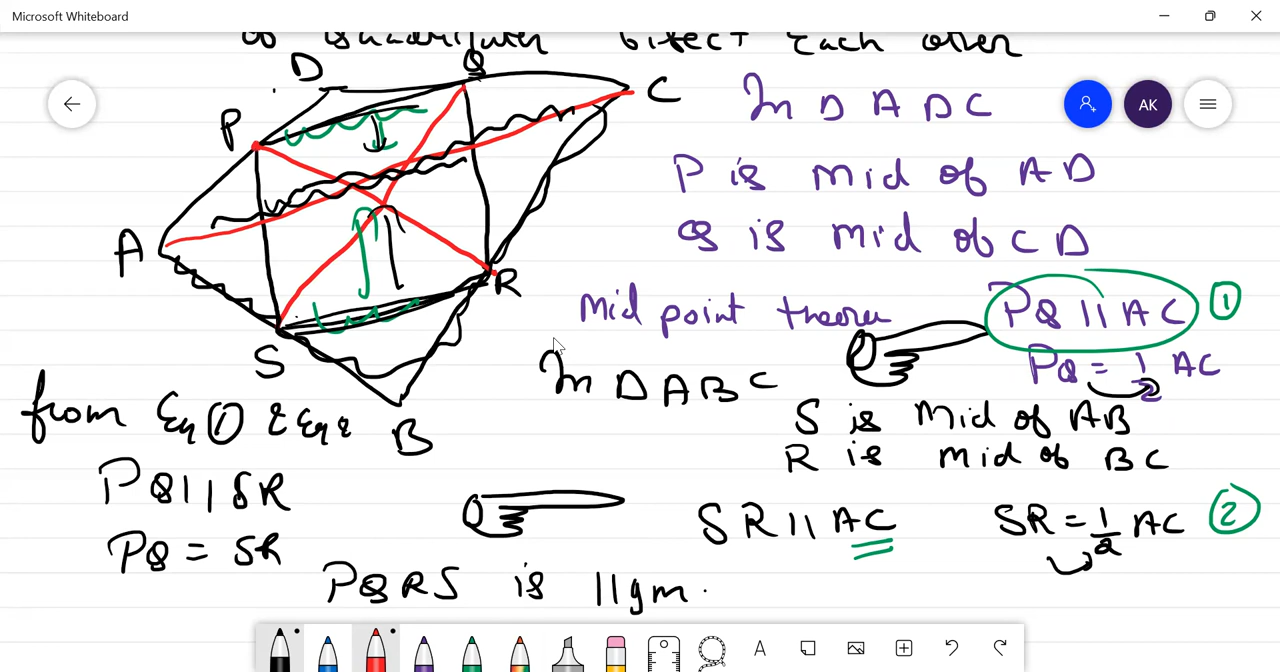 Microsoft Whiteboard
of Quadrilateral bisect Each other
D
Q
C
P
A
R
S
B
AK
In Δ ADC
P is mid of AD
Q is mid of CD
Mid point theorem PQ || AC ①
PQ = 1/2 AC
In Δ ABC
S is Mid of AB
R is mid of BC
SR || AC SR = 1/2 AC ②
from Eq ① & Eq 2
PQ || SR
PQ = SR
PQRS is ||gm.
A